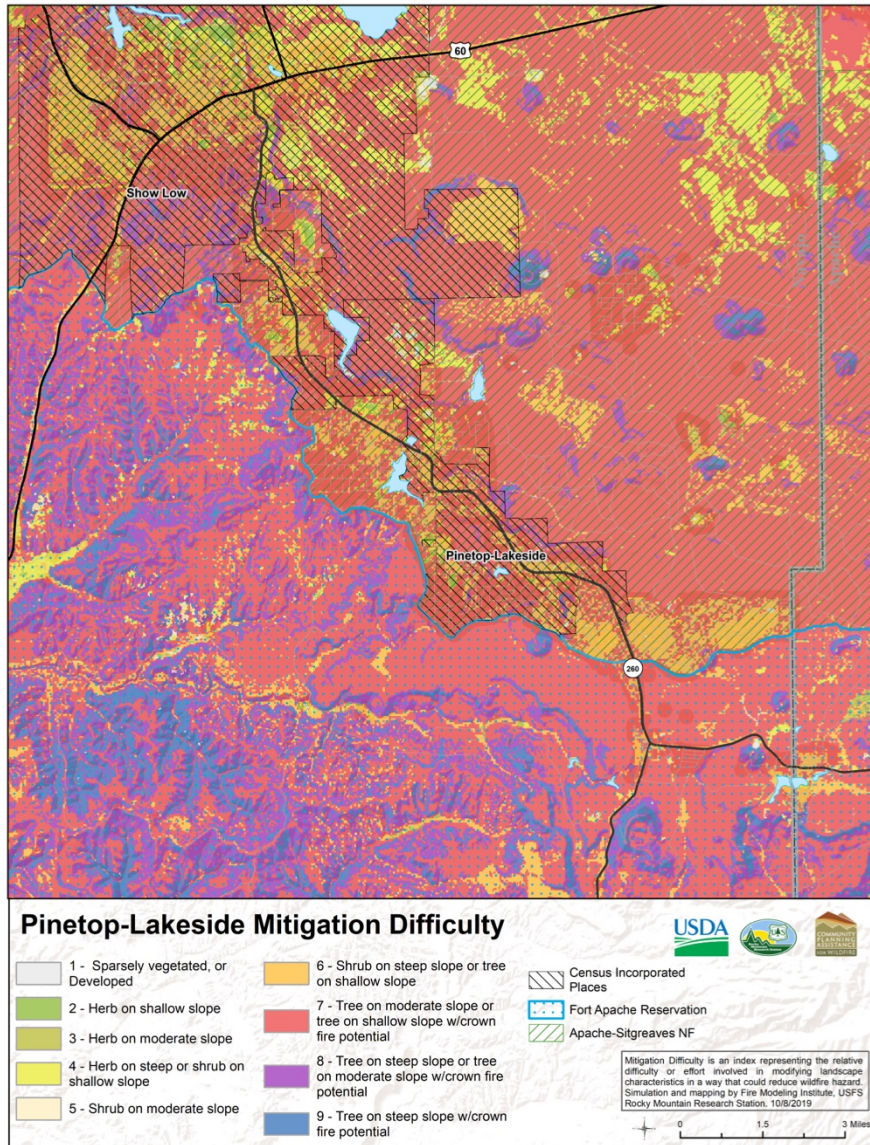 60
Show Low
Pinetop-Lakeside
260
Pinetop-Lakeside Mitigation Difficulty
1 - Sparsely vegetated, or
Developed
2 - Herb on shallow slope
3 - Herb on moderate slope
4 - Herb on steep or shrub on
shallow slope
5 - Shrub on moderate slope
6 - Shrub on steep slope or tree
on shallow slope
7 - Tree on moderate slope or
tree on shallow slope w/crown
fire potential
8 - Tree on steep slope or tree
on moderate slope w/crown
fire potential
9 - Tree on steep slope w/crown
fire potential
USDA
COMMUNITY
PLANNING
ASSISTANCE
FOR WILDFIRE
Census Incorporated
Places
Fort Apache Reservation
Apache-Sitgreaves NF
Mitigation Difficulty is an index representing the relative
difficulty or effort involved in modifying landscape
characteristics in a way that could reduce wildfire hazard.
Simulation and mapping by Fire Modeling Institute, USFS
Rocky Mountain Research Station. 10/8/2019
0 1.5 3 Miles